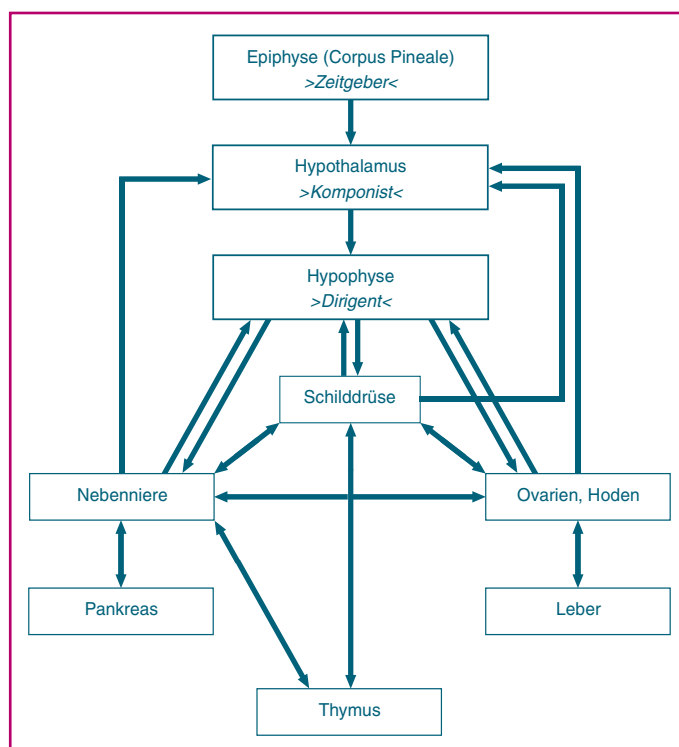 Epiphyse (Corpus Pineale)
>Zeitgeber<
Hypothalamus
>Komponist<
Hypophyse
>Dirigent<
Schilddrüse
Nebenniere
Ovarien, Hoden
Pankreas
Leber
Thymus